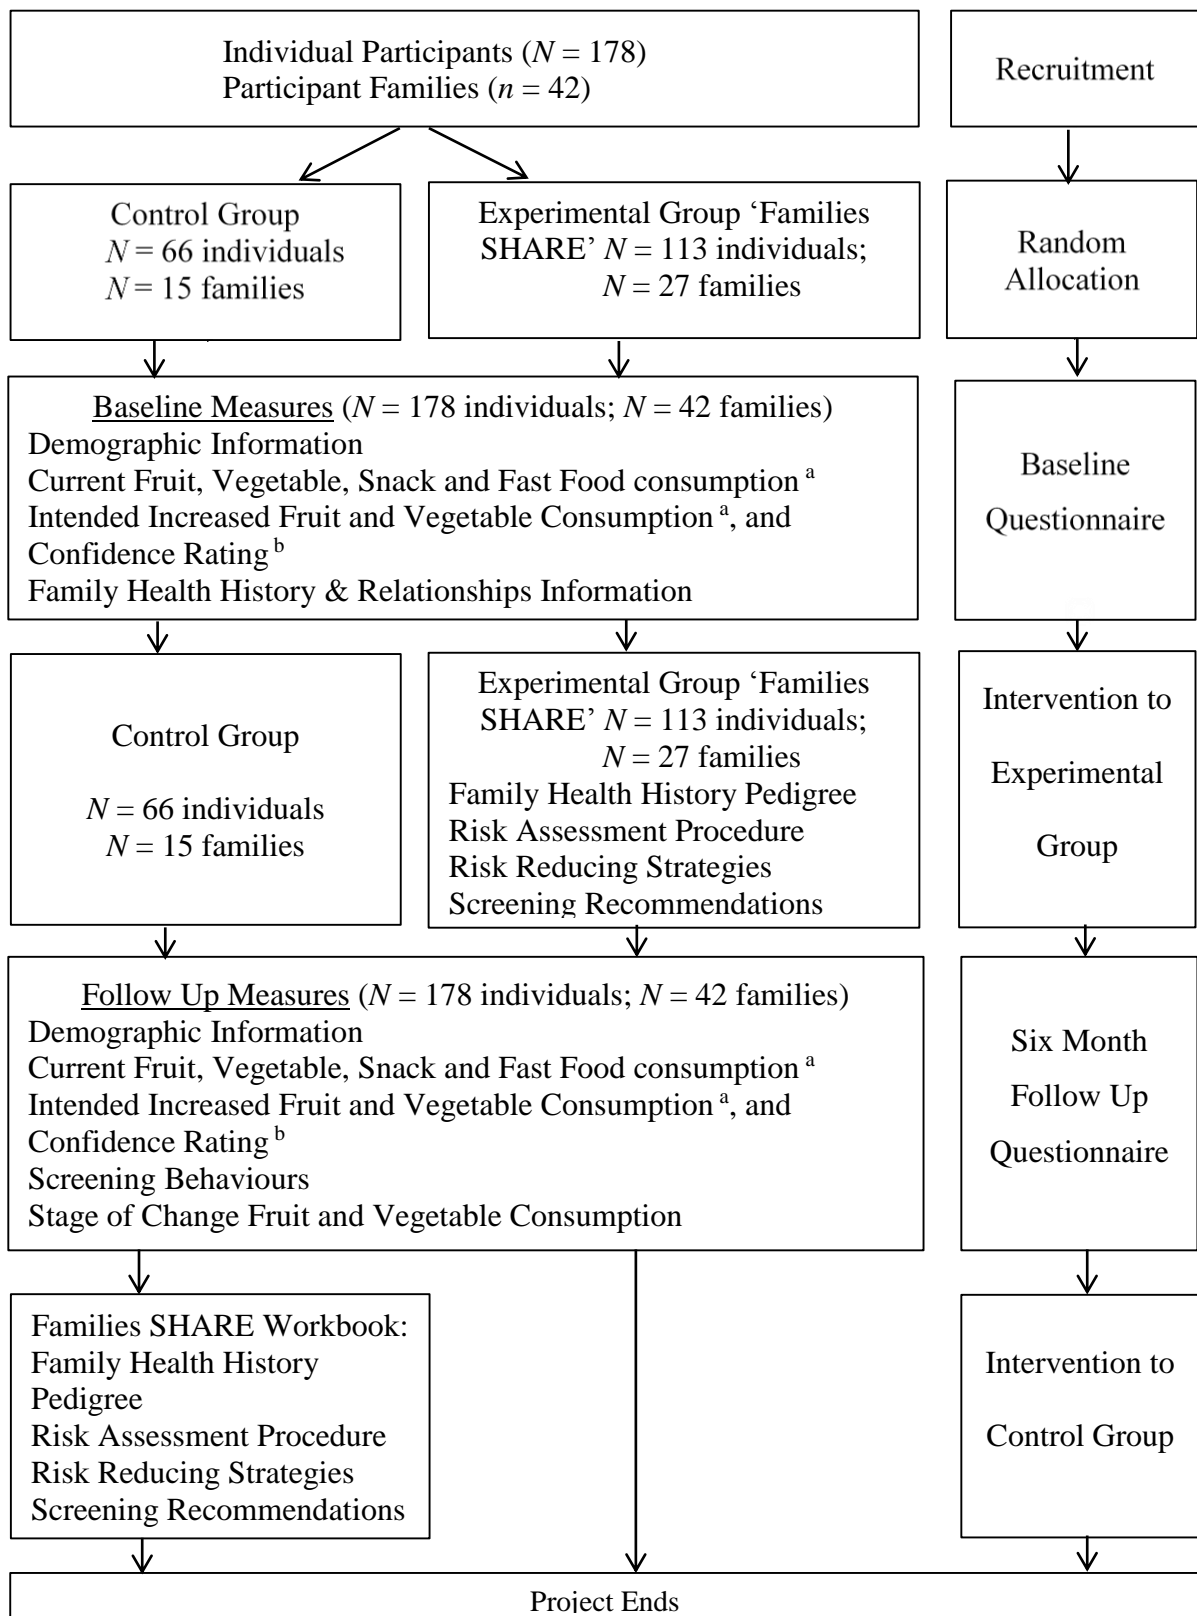 Individual Participants (N = 178)
Participant Families (n = 42)
Recruitment
Control Group
N = 66 individuals
N = 15 families
Experimental Group ‘Families
SHARE’ N = 113 individuals;
N = 27 families
Random
Allocation
Baseline Measures (N = 178 individuals; N = 42 families)
Demographic Information
Current Fruit, Vegetable, Snack and Fast Food consumption a
Intended Increased Fruit and Vegetable Consumption a, and
Confidence Rating b
Family Health History & Relationships Information
Baseline
Questionnaire
Control Group
N = 66 individuals
N = 15 families
Experimental Group ‘Families
SHARE’ N = 113 individuals;
N = 27 families
Family Health History Pedigree
Risk Assessment Procedure
Risk Reducing Strategies
Screening Recommendations
Intervention to
Experimental
Group
Follow Up Measures (N = 178 individuals; N = 42 families)
Demographic Information
Current Fruit, Vegetable, Snack and Fast Food consumption a
Intended Increased Fruit and Vegetable Consumption a, and
Confidence Rating b
Screening Behaviours
Stage of Change Fruit and Vegetable Consumption
Six Month
Follow Up
Questionnaire
Families SHARE Workbook:
Family Health History
Pedigree
Risk Assessment Procedure
Risk Reducing Strategies
Screening Recommendations
Intervention to
Control Group
Project Ends